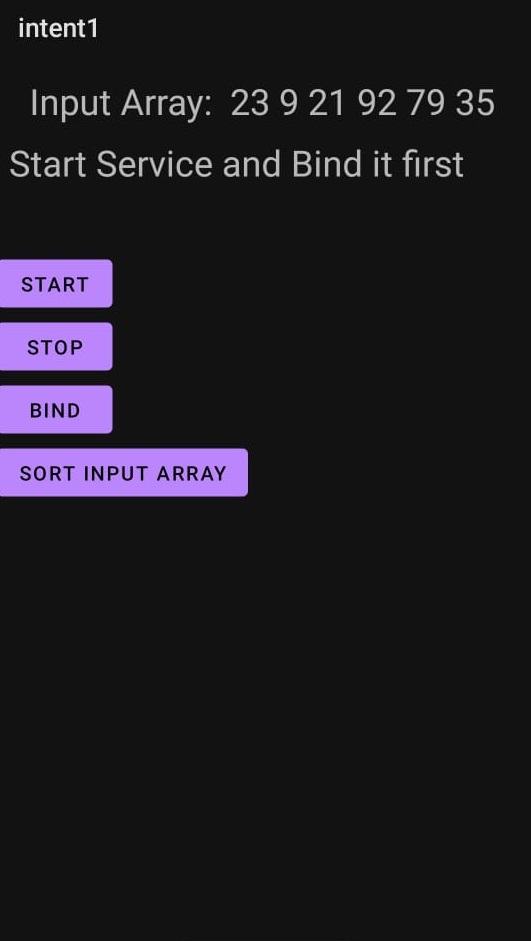 intent1
Input Array: 23 9 21 92 79 35
Start Service and Bind it first
START
STOP
BIND
SORT INPUT ARRAY